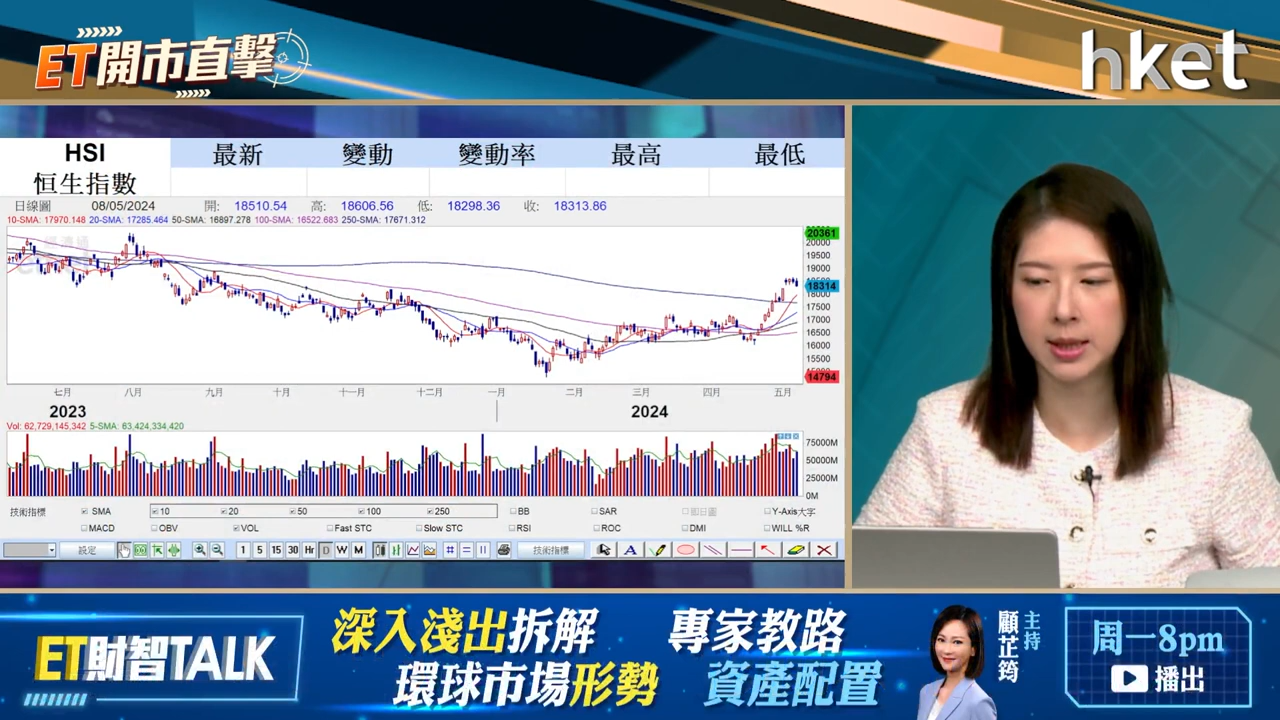 ET開市直擊
hket
HSI 最新 變動 變動率 最高 最低
恒生指數
日線圖 08/05/2024 開: 18510.54 高: 18606.56 低: 18298.36 收: 18313.86
10-SMA: 17970.148 20-SMA: 17285.464 50-SMA: 16897.278 100-SMA: 16522.683 250-SMA: 17671.312
20361
20000
19500
19000
18314
18000
17500
17000
16500
16000
15500
14794
七月 八月 九月 十月 十一月 十二月 一月 二月 三月 四月 五月
2023 2024
Vol: 62,729,145,342 5-SMA: 63,424,334,420
75000M
50000M
25000M
0M
技術指標 SMA 10 20 50 100 250 BB SAR Y-Axis大字
MACD OBV VOL Fast STC Slow STC RSI ROC DMI WILL %R
設定 1 5 15 30 Hr D W M 技術指標 A
ET財智TALK
深入淺出拆解
環球市場形勢
專家教路
資產配置
主持
顧芷筠
周一8pm
播出